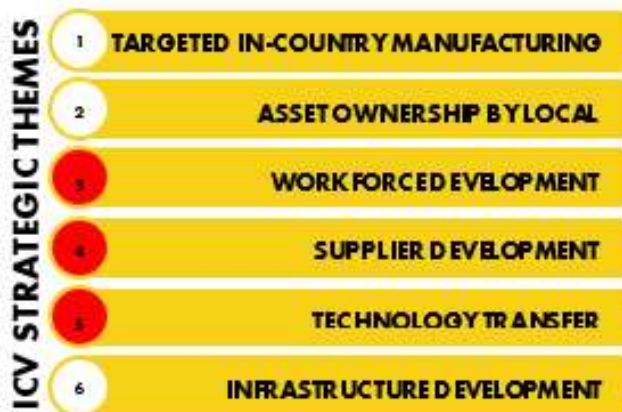 ICV STRATEGIC THEMES
1 TARGETED IN-COUNTRY MANUFACTURING
2 ASSET OWNERSHIP BY LOCAL
3 WORKFORCE DEVELOPMENT
4 SUPPLIER DEVELOPMENT
5 TECHNOLOGY TRANSFER
6 INFRASTRUCTURE DEVELOPMENT